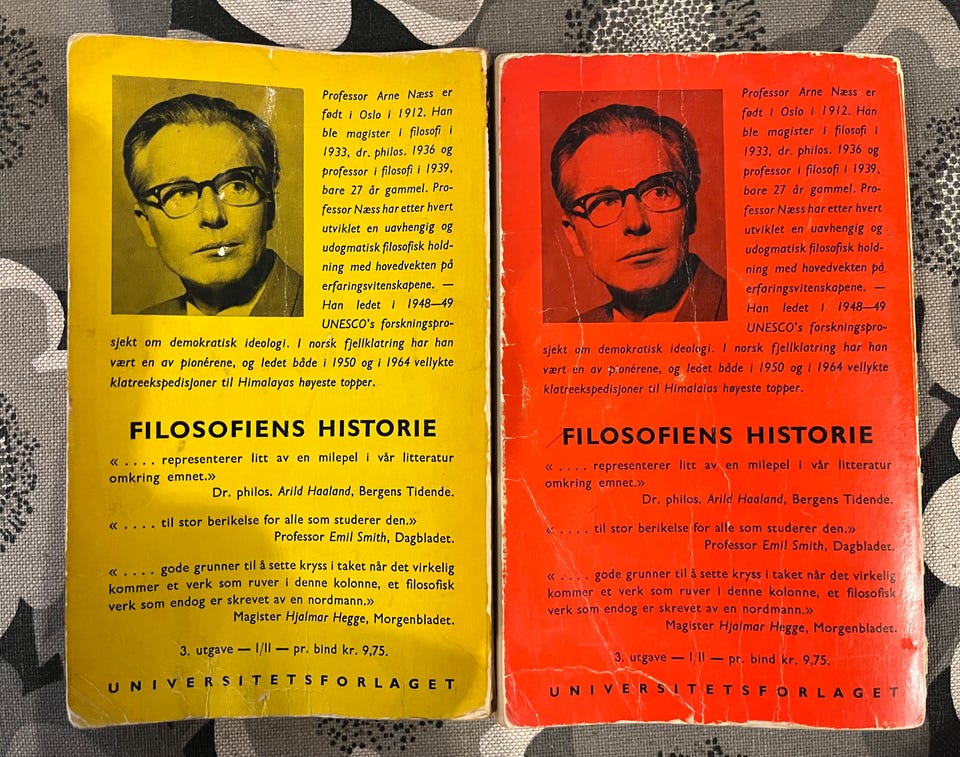 Professor Arne Næss er
født i Oslo i 1912. Han
ble magister i filosofi i
1933, dr. philos. 1936 og
professor i filosofi i 1939,
bare 27 år gammel. Pro-
fessor Næss har etter hvert
utviklet en uavhengig og
udogmatisk filosofisk hold-
ning med hovedvekten på
erfaringsvitenskapene. —
Han ledet i 1948—49
UNESCO's forskningspro-
sjekt om demokratisk ideologi. I norsk fjellklatring har han
vært en av pionérene, og ledet både i 1950 og i 1964 vellykte
klatreekspedisjoner til Himalayas høyeste topper.
FILOSOFIENS HISTORIE
« . . . . representerer litt av en milepel i vår litteratur
omkring emnet.»
Dr. philos. Arild Haaland, Bergens Tidende.
« . . . . til stor berikelse for alle som studerer den.»
Professor Emil Smith, Dagbladet.
« . . . . gode grunner til å sette kryss i taket når det virkelig
kommer et verk som ruver i denne kolonne, et filosofisk
verk som endog er skrevet av en nordmann.»
Magister Hjalmar Hegge, Morgenbladet.
3. utgave — I/II — pr. bind kr. 9,75.
UNIVERSITETSFORLAGET
Professor Arne Næss er
født i Oslo i 1912. Han
ble magister i filosofi i
1933, dr. philos. 1936 og
professor i filosofi i 1939,
bare 27 år gammel. Pro-
fessor Næss har etter hvert
utviklet en uavhengig og
udogmatisk filosofisk hold-
ning med hovedvekten på
erfaringsvitenskapene. —
Han ledet i 1948—49
UNESCO's forskningspro-
sjekt om demokratisk ideologi. I norsk fjellklatring har han
vært en av pionérene, og ledet både i 1950 og i 1964 vellykte
klatreekspedisjoner til Himalaias høyeste topper.
FILOSOFIENS HISTORIE
« . . . . representerer litt av en milepel i vår litteratur
omkring emnet.»
Dr. philos. Arild Haaland, Bergens Tidende.
« . . . . til stor berikelse for alle som studerer den.»
Professor Emil Smith, Dagbladet.
« . . . . gode grunner til å sette kryss i taket når det virkelig
kommer et verk som ruver i denne kolonne, et filosofisk
verk som endog er skrevet av en nordmann.»
Magister Hjalmar Hegge, Morgenbladet.
3. utgave — I/II — pr. bind kr. 9,75.
UNIVERSITETSFORLAGET